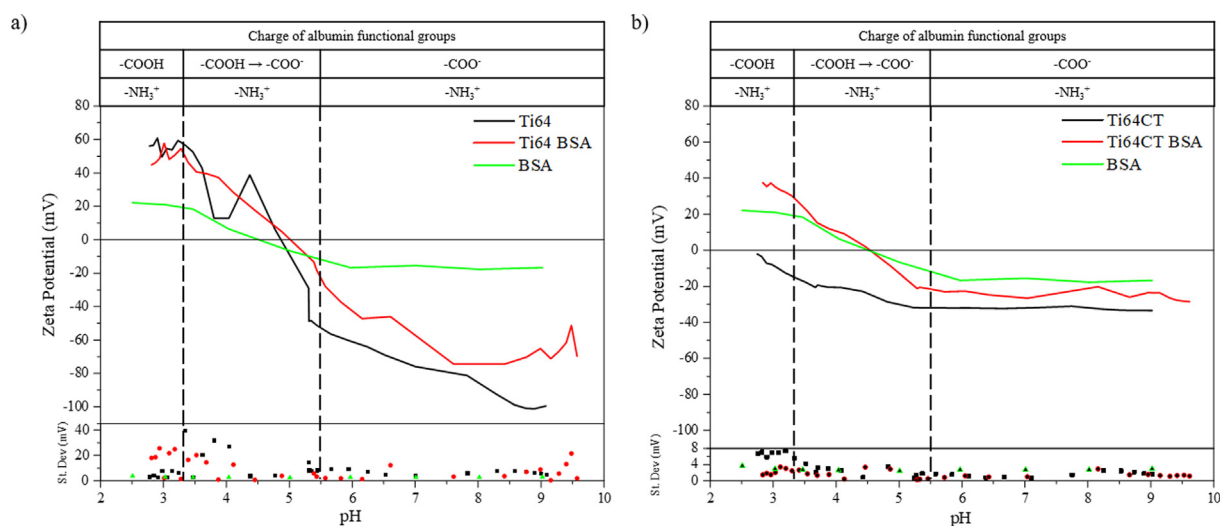 a)
Charge of albumin functional groups
-COOH -COOH → -COO⁻ -COO⁻
-NH₃⁺ -NH₃⁺ -NH₃⁺
Ti64
Ti64 BSA
BSA
Zeta Potential (mV)
80
60
40
20
0
-20
-40
-60
-80
-100
St. Dev (mV)
40
20
0
2 3 4 5 6 7 8 9 10
pH
b)
Charge of albumin functional groups
-COOH -COOH → -COO⁻ -COO⁻
-NH₃⁺ -NH₃⁺ -NH₃⁺
Ti64CT
Ti64CT BSA
BSA
Zeta Potential (mV)
80
60
40
20
0
-20
-40
-60
-80
-100
St. Dev (mV)
8
4
0
2 3 4 5 6 7 8 9 10
pH